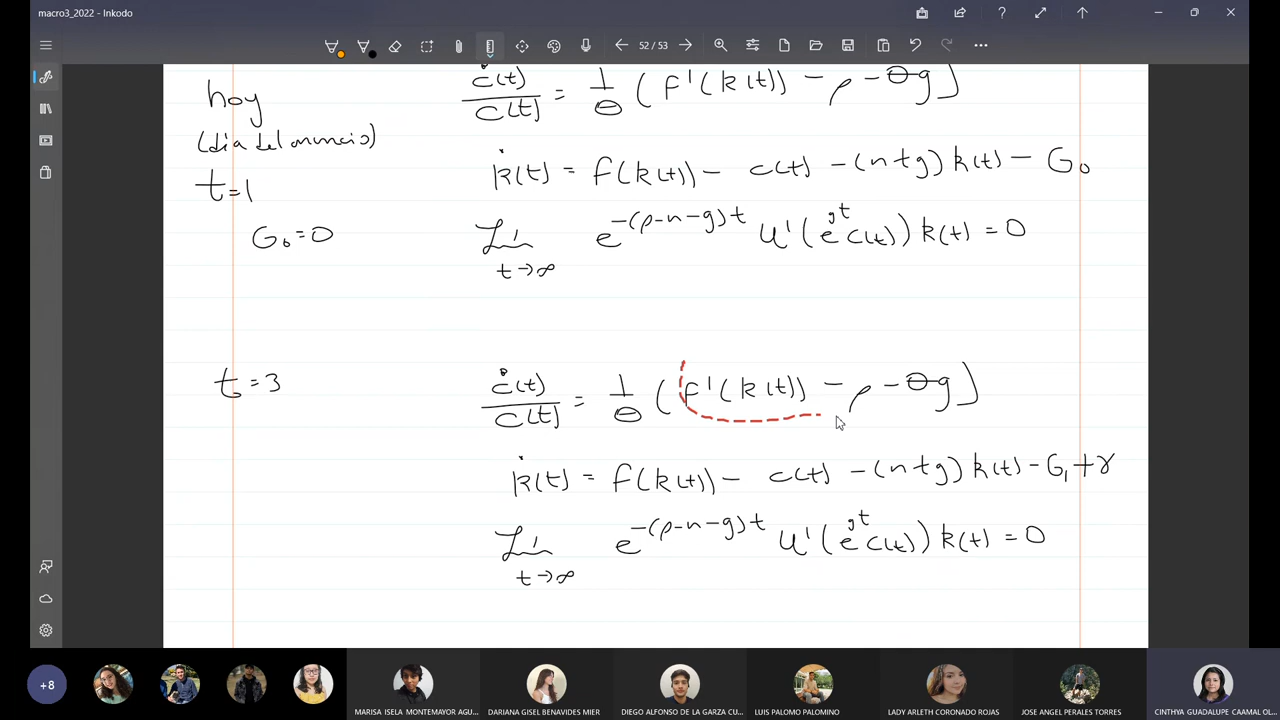 macro3_2022 - Inkodo
52 / 53
hoy
(día del anuncio)
t=1
G₀=0
ċ(t)/c(t) = 1/θ (f'(k(t)) - ρ - θg)
k̇(t) = f(k(t)) - c(t) - (n+g) k(t) - G₀
Lim t→∞ e^{-(ρ-n-g)t} u'(e^{gt} c(t)) k(t) = 0
t=3
ċ(t)/c(t) = 1/θ (f'(k(t)) - ρ - θg)
k̇(t) = f(k(t)) - c(t) - (n+g) k(t) - G₁+γ
Lim t→∞ e^{-(ρ-n-g)t} u'(e^{gt} c(t)) k(t) = 0
+8
MARISA ISELA MONTEMAYOR AGU...
DARIANA GISEL BENAVIDES MIER
DIEGO ALFONSO DE LA GARZA CU...
LUIS PALOMO PALOMINO
LADY ARLETH CORONADO ROJAS
JOSE ANGEL PERALES TORRES
CINTHYA GUADALUPE CAAMAL OL...